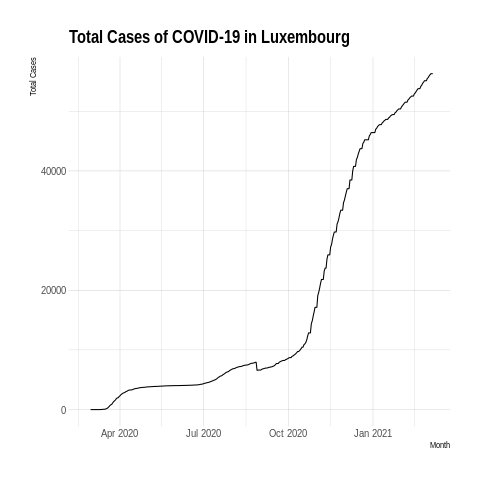 Total Cases of COVID-19 in Luxembourg
Total Cases
40000
20000
0
Apr 2020 Jul 2020 Oct 2020 Jan 2021
Month